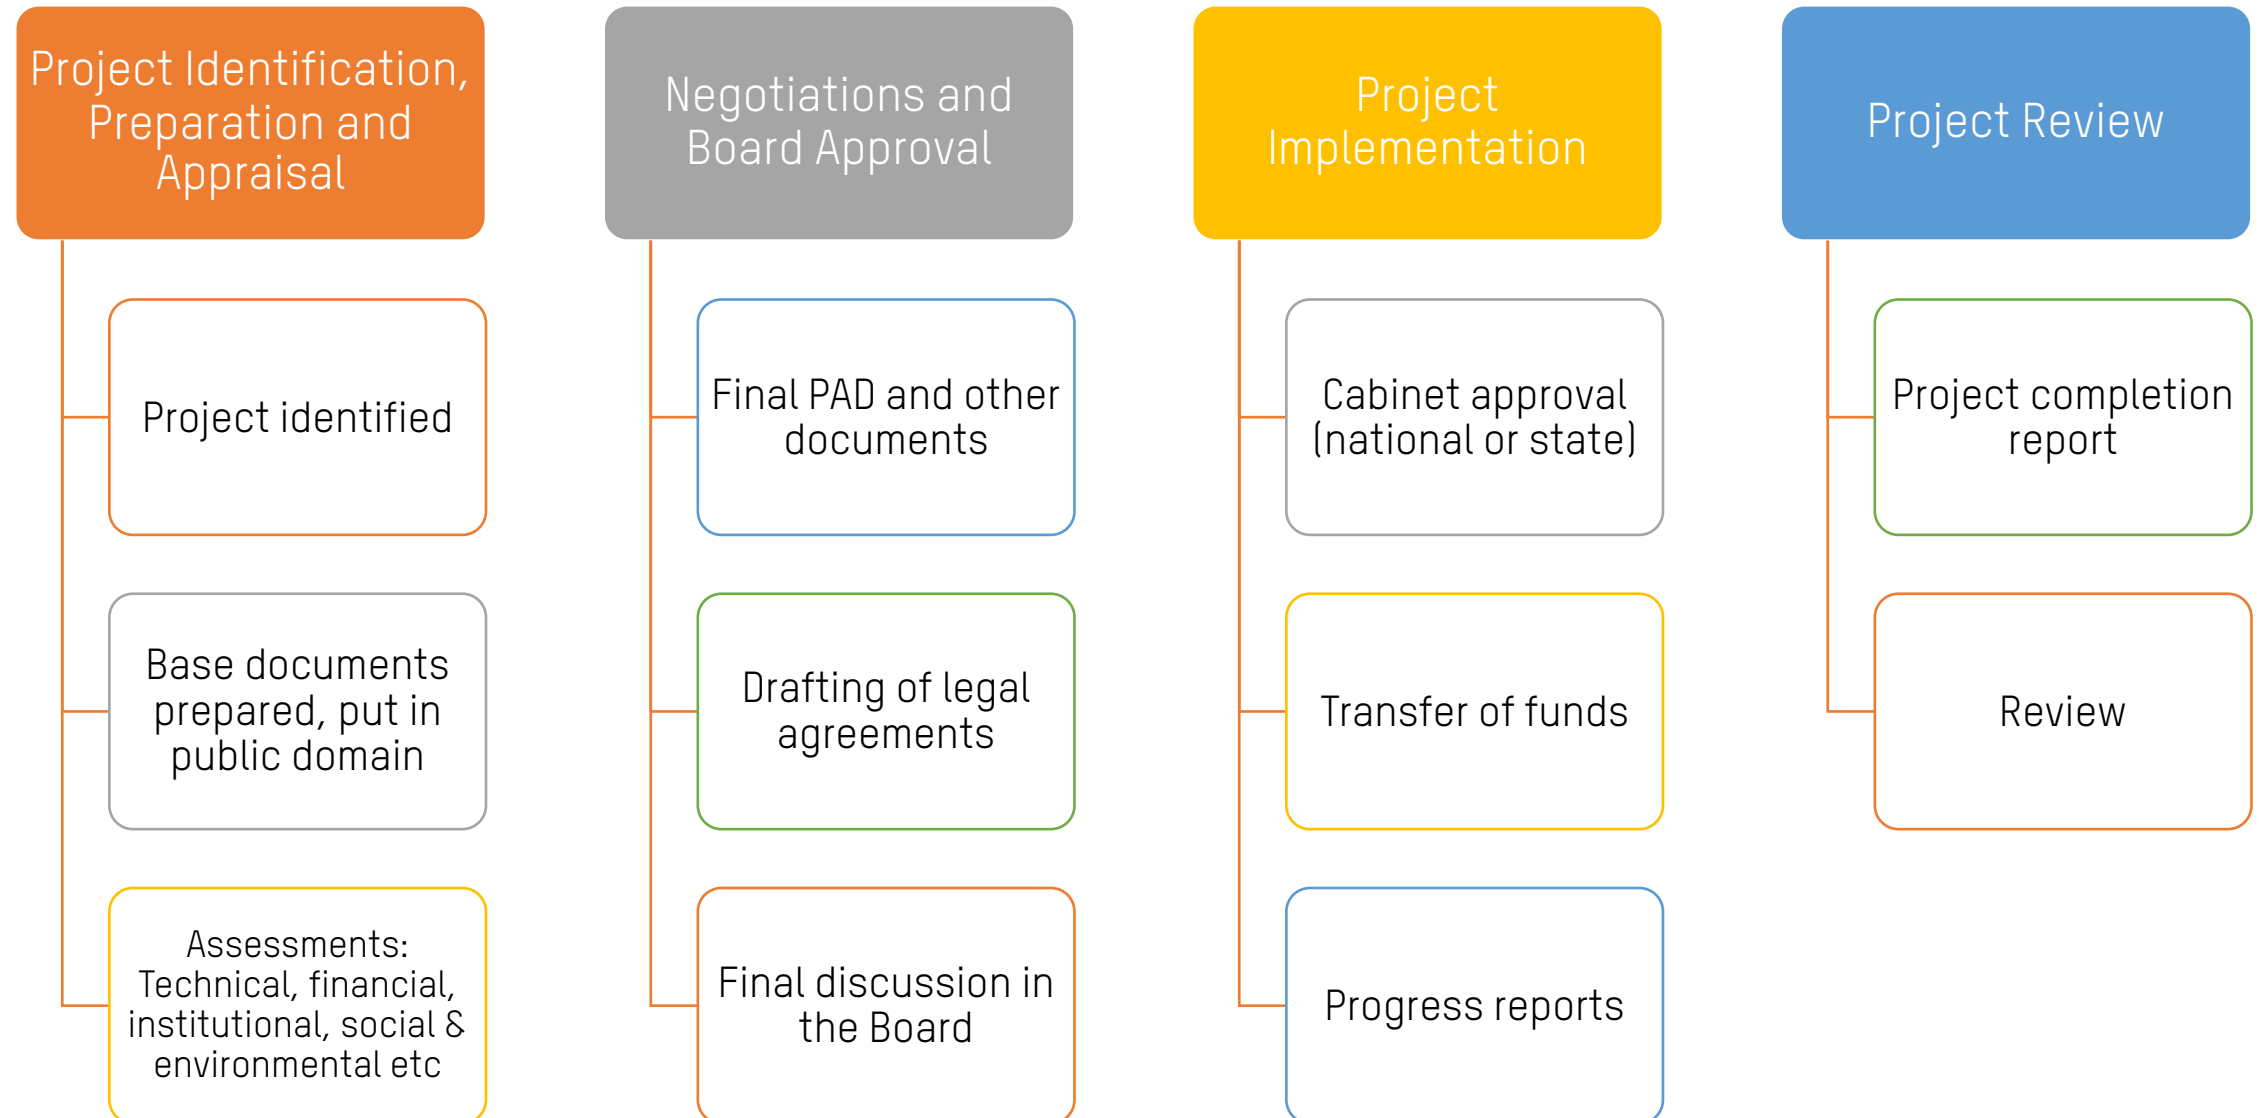 Project Identification,
Preparation and
Appraisal
Project identified
Base documents
prepared, put in
public domain
Assessments:
Technical, financial,
institutional, social &
environmental etc
Negotiations and
Board Approval
Final PAD and other
documents
Drafting of legal
agreements
Final discussion in
the Board
Project
Implementation
Cabinet approval
(national or state)
Transfer of funds
Progress reports
Project Review
Project completion
report
Review